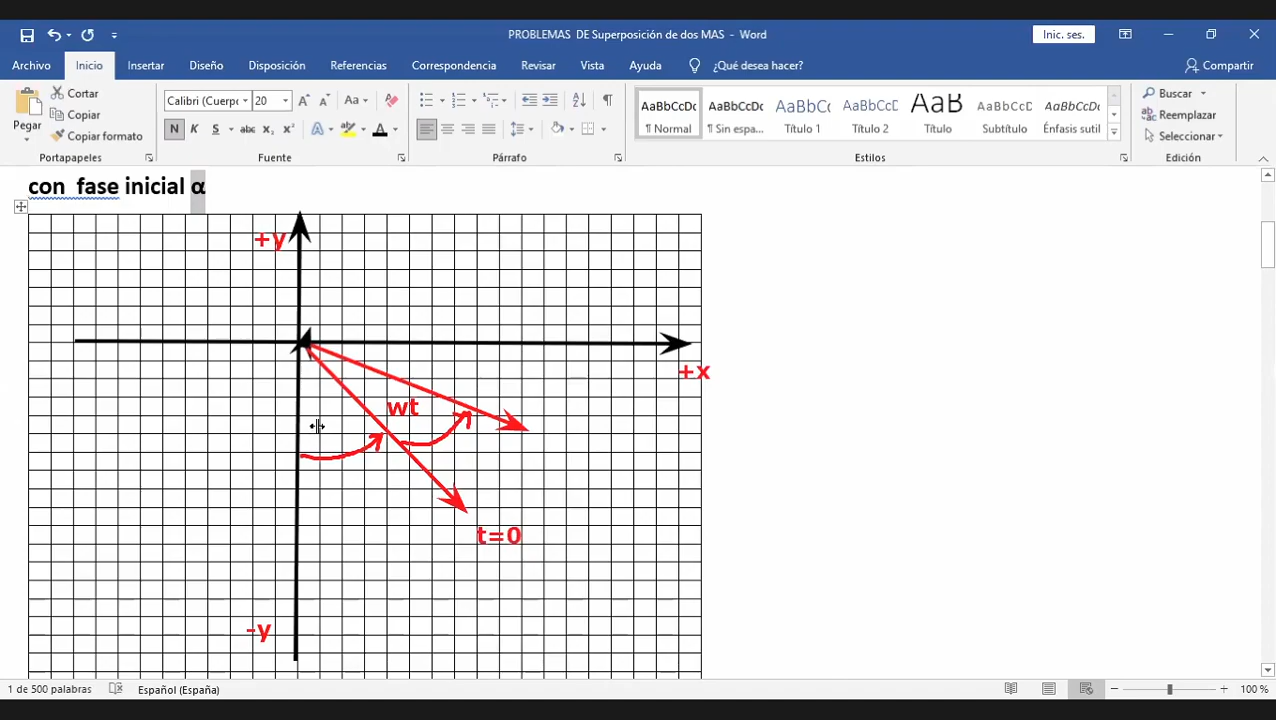 PROBLEMAS DE Superposición de dos MAS - Word
Inic. ses.
Archivo Inicio Insertar Diseño Disposición Referencias Correspondencia Revisar Vista Ayuda ¿Qué desea hacer? Compartir
Pegar
Cortar
Copiar
Copiar formato
Portapapeles
Calibri (Cuerpo 20
N K S abc x₂ x²
Fuente
Párrafo
AaBbCcDc AaBbCcDc AaBbCc AaBbCcD AaB AaBbCcD AaBbCcDc
¶ Normal ¶ Sin espa... Título 1 Título 2 Título Subtítulo Énfasis sutil
Estilos
Buscar
Reemplazar
Seleccionar
Edición
con fase inicial α
+y
+x
wt
t=0
-y
1 de 500 palabras Español (España) 100 %